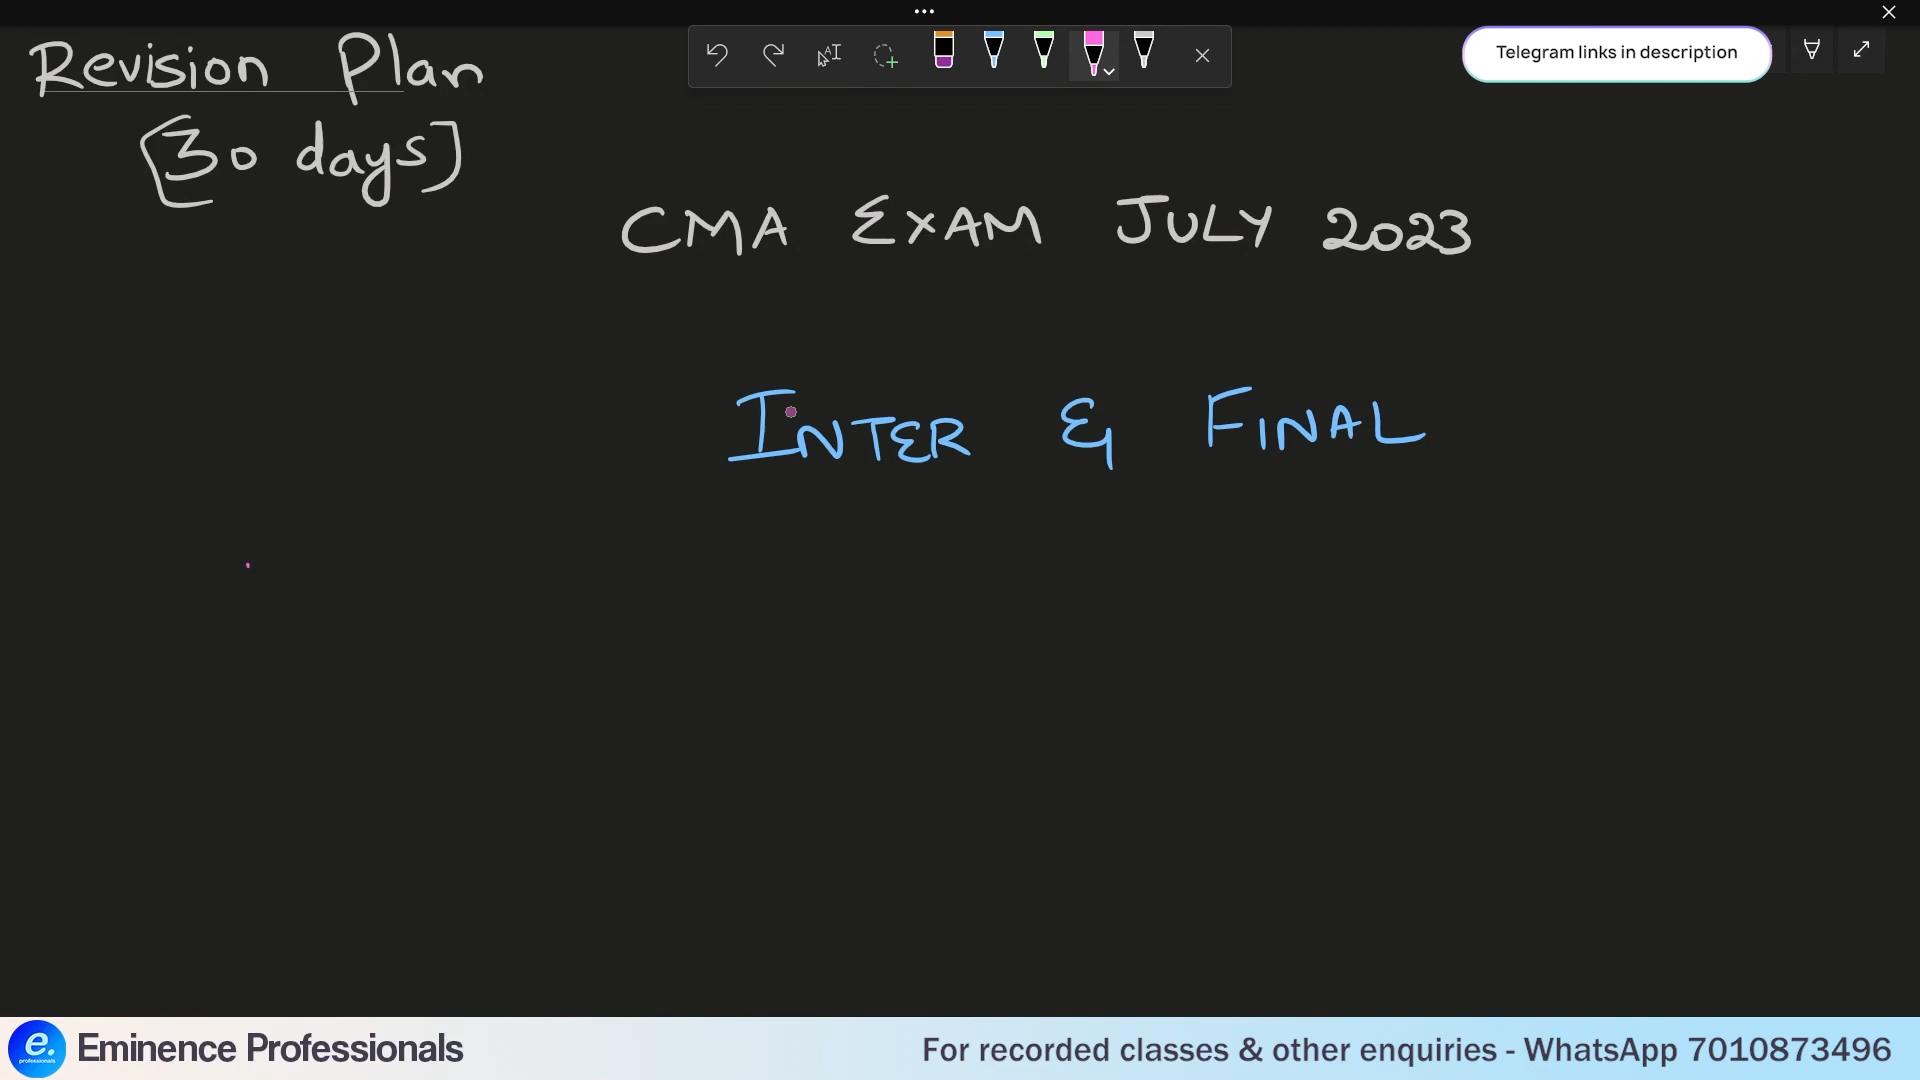 Revision Plan
[30 days]
Telegram links in description
CMA EXAM JULY 2023
INTER & FINAL
e.
professionals
Eminence Professionals
For recorded classes & other enquiries - WhatsApp 7010873496